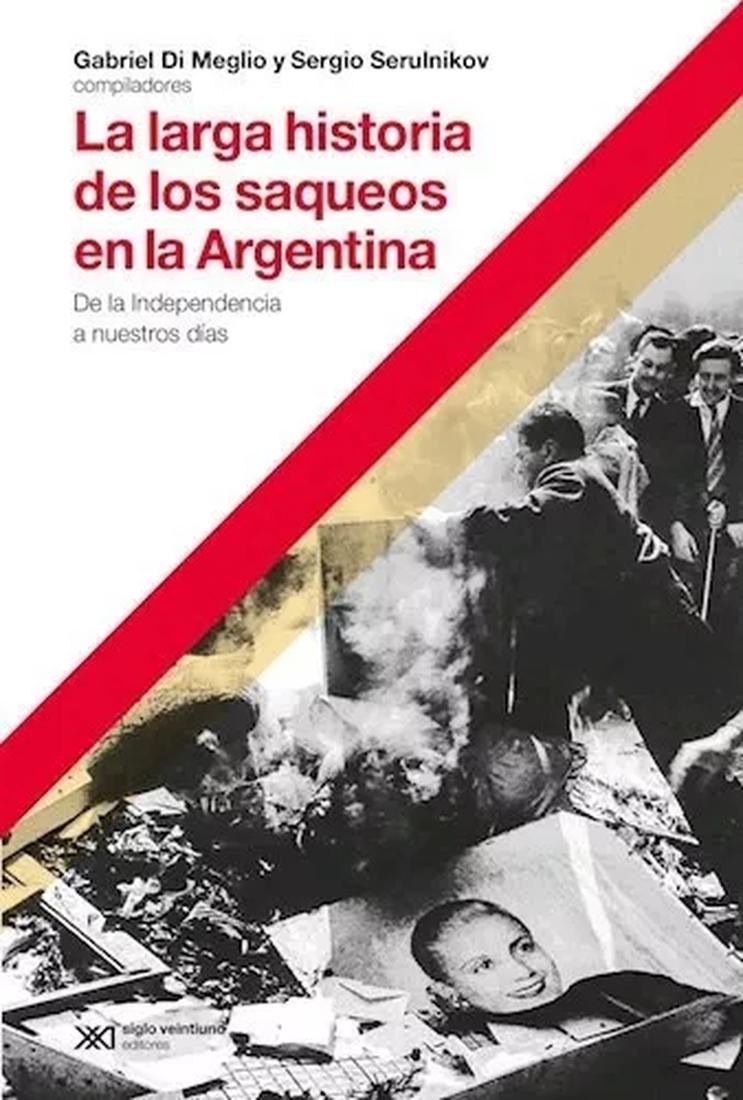 Gabriel Di Meglio y Sergio Serulnikov
compiladores
La larga historia
de los saqueos
en la Argentina
De la Independencia
a nuestros días
siglo veintiuno
editores